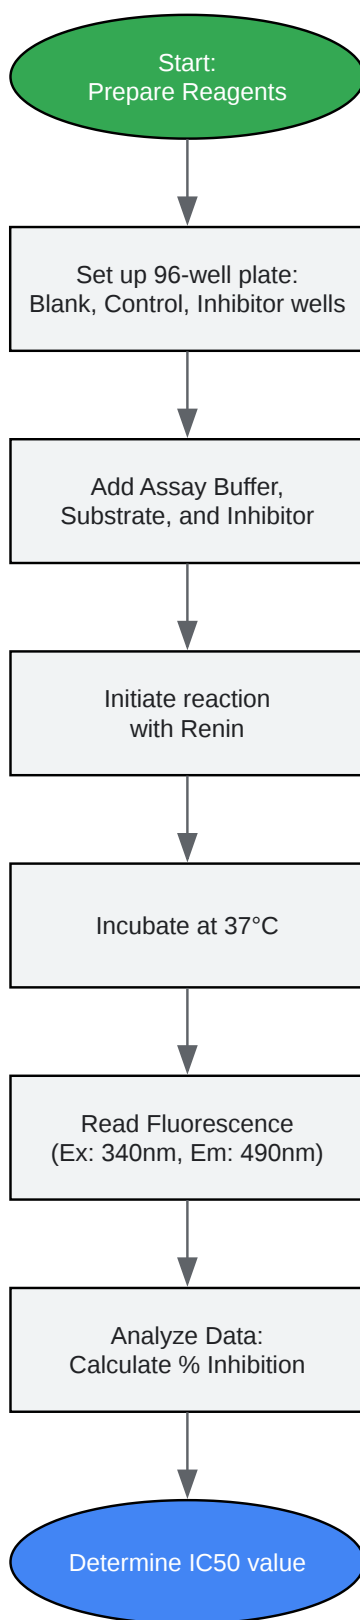 Start:
Prepare Reagents
Set up 96-well plate:
Blank, Control, Inhibitor wells
Add Assay Buffer,
Substrate, and Inhibitor
Initiate reaction
with Renin
Incubate at 37°C
Read Fluorescence
(Ex: 340nm, Em: 490nm)
Analyze Data:
Calculate % Inhibition
Determine IC50 value